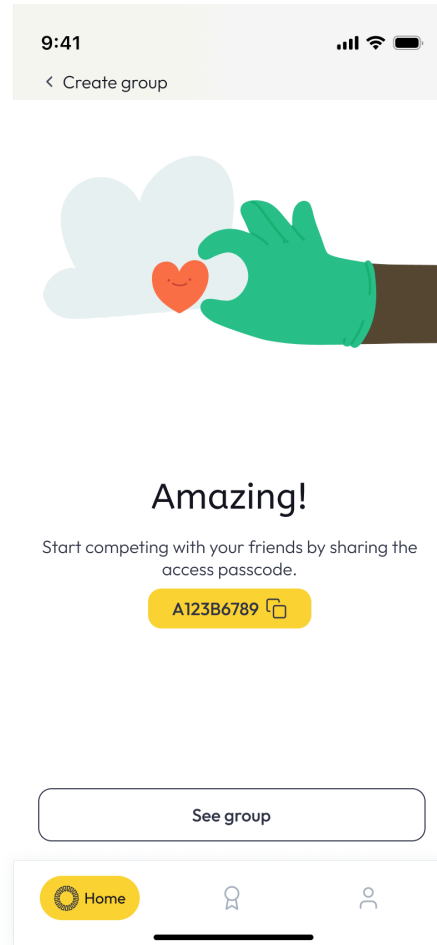 9:41
Create group
Amazing!
Start competing with your friends by sharing the
access passcode.
A123B6789
See group
Home